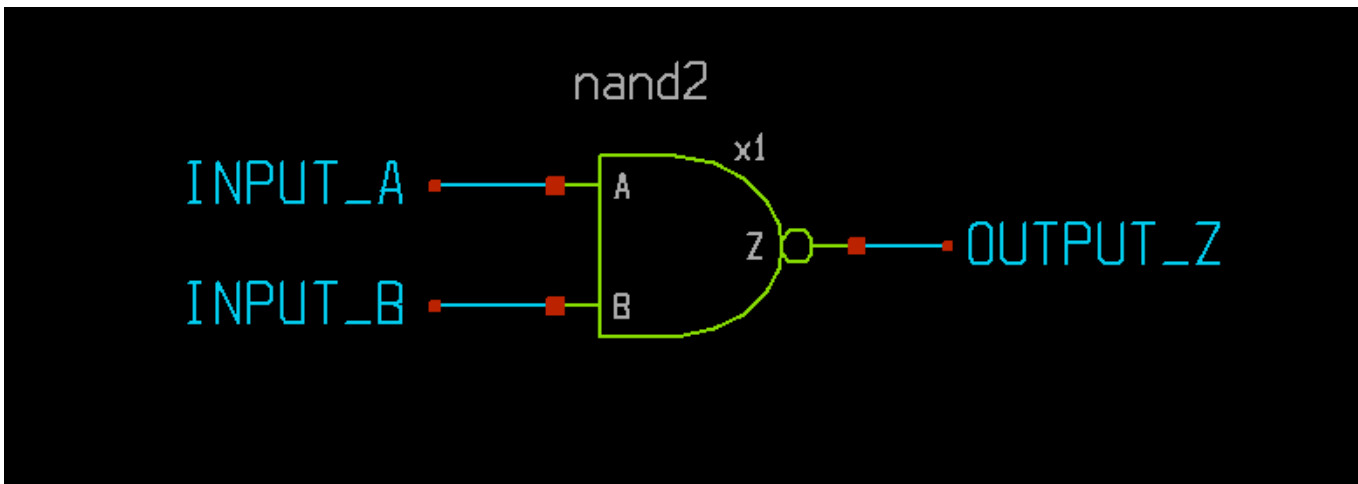 nand2
x1
INPUT_A
A
Z
OUTPUT_Z
INPUT_B
B